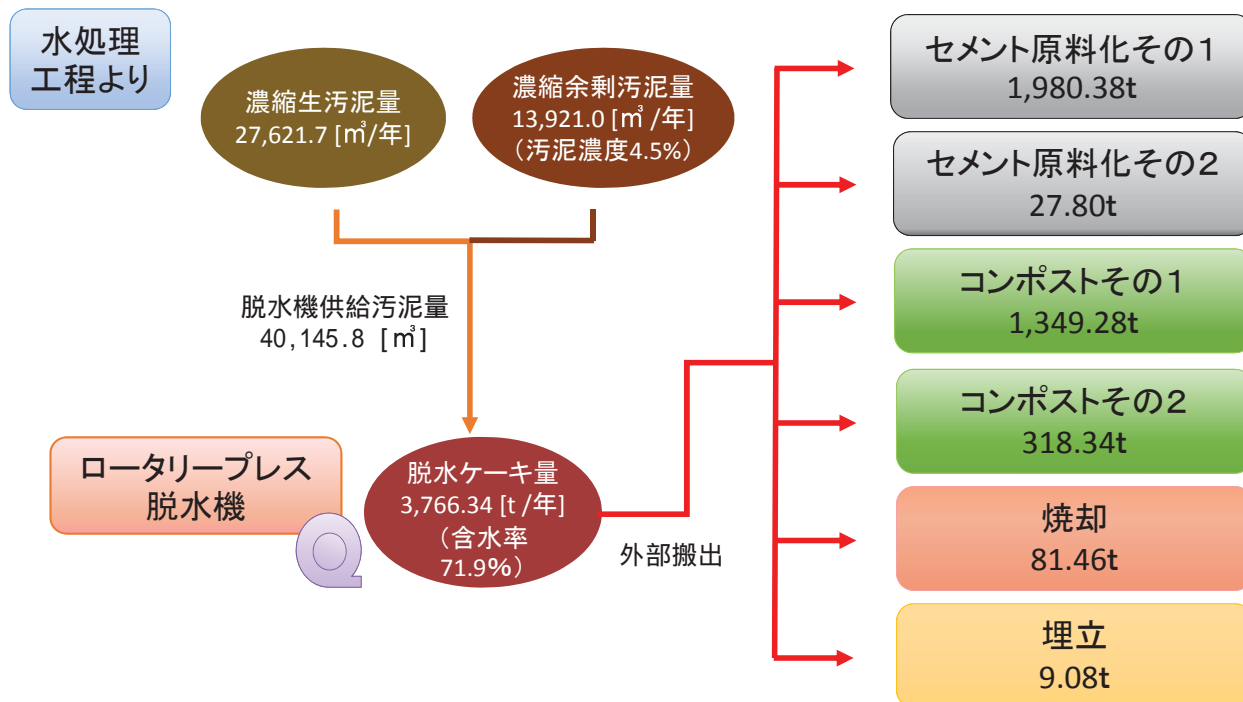 水処理
工程より
濃縮生汚泥量
27,621.7 [㎥/年]
濃縮余剰汚泥量
13,921.0 [㎥/年]
（汚泥濃度4.5%）
脱水機供給汚泥量
40,145.8 [㎥]
ロータリープレス
脱水機
脱水ケーキ量
3,766.34 [t/年]
（含水率
71.9%）
外部搬出
セメント原料化その1
1,980.38t
セメント原料化その2
27.80t
コンポストその1
1,349.28t
コンポストその2
318.34t
焼却
81.46t
埋立
9.08t